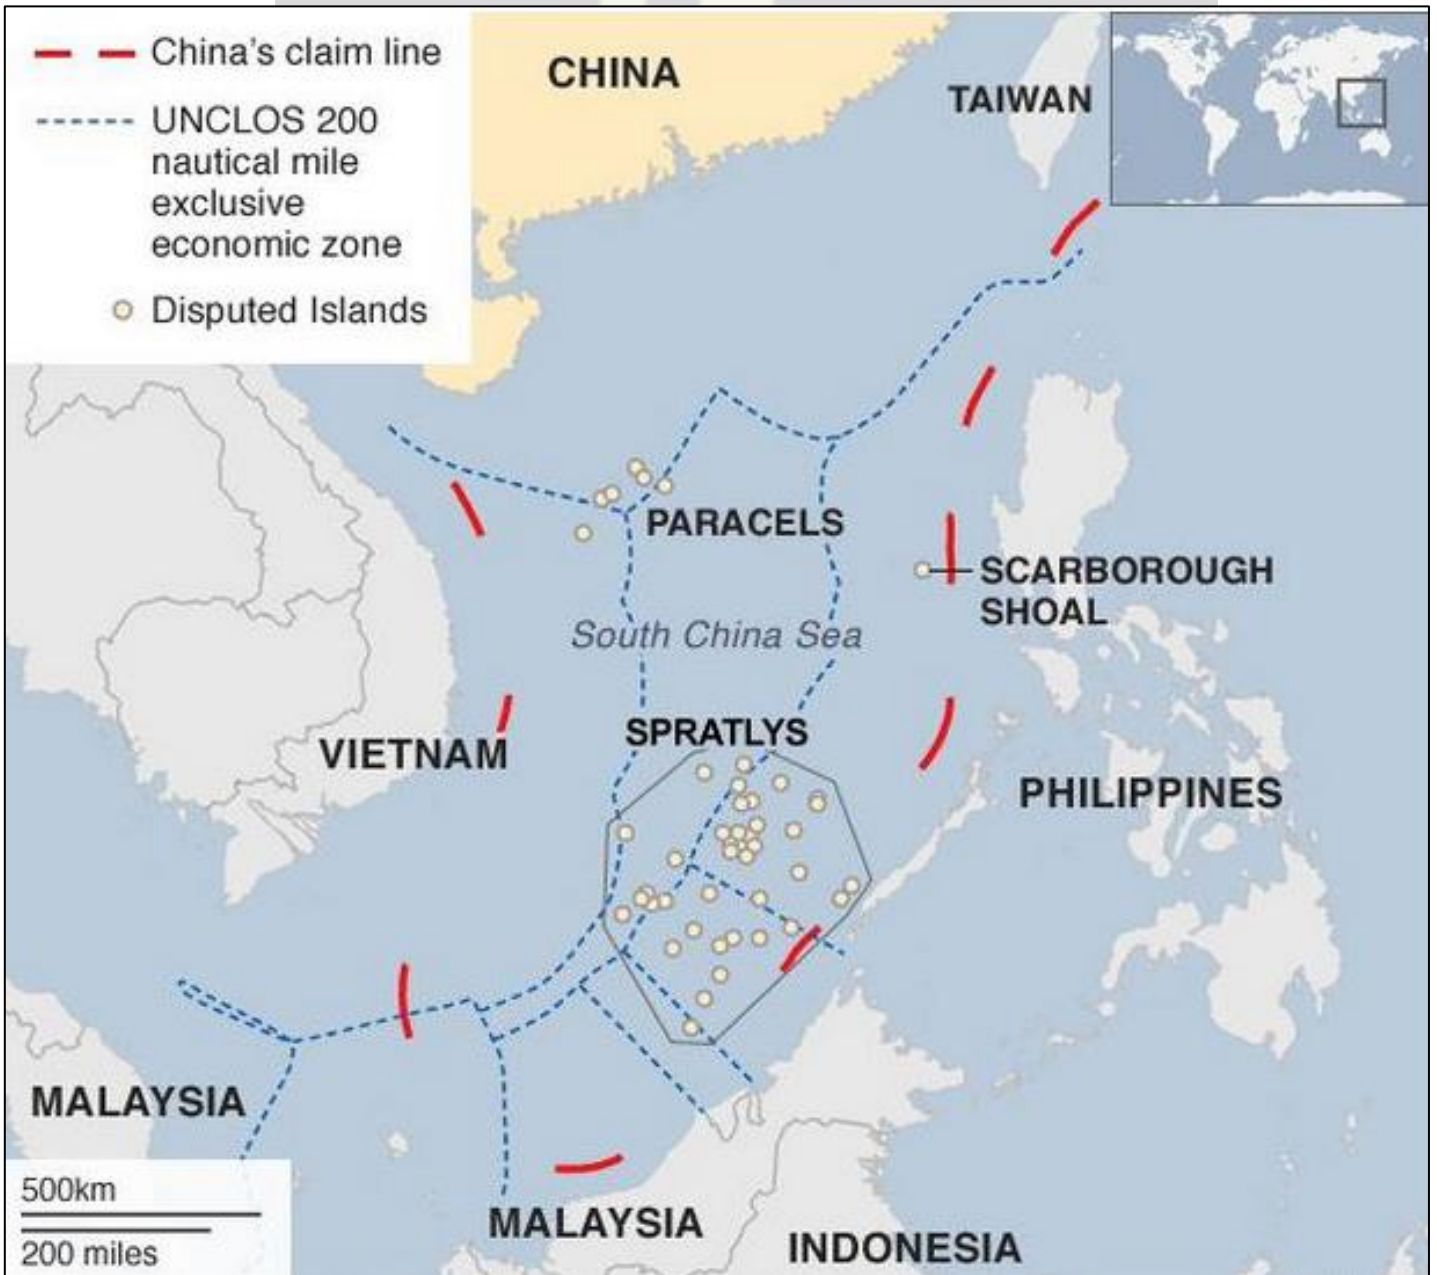 China's claim line
UNCLOS 200
nautical mile
exclusive
economic zone
Disputed Islands
CHINA
TAIWAN
PARACELS
SCARBOROUGH
SHOAL
South China Sea
SPRATLYS
VIETNAM
PHILIPPINES
MALAYSIA
500km
200 miles
MALAYSIA
INDONESIA